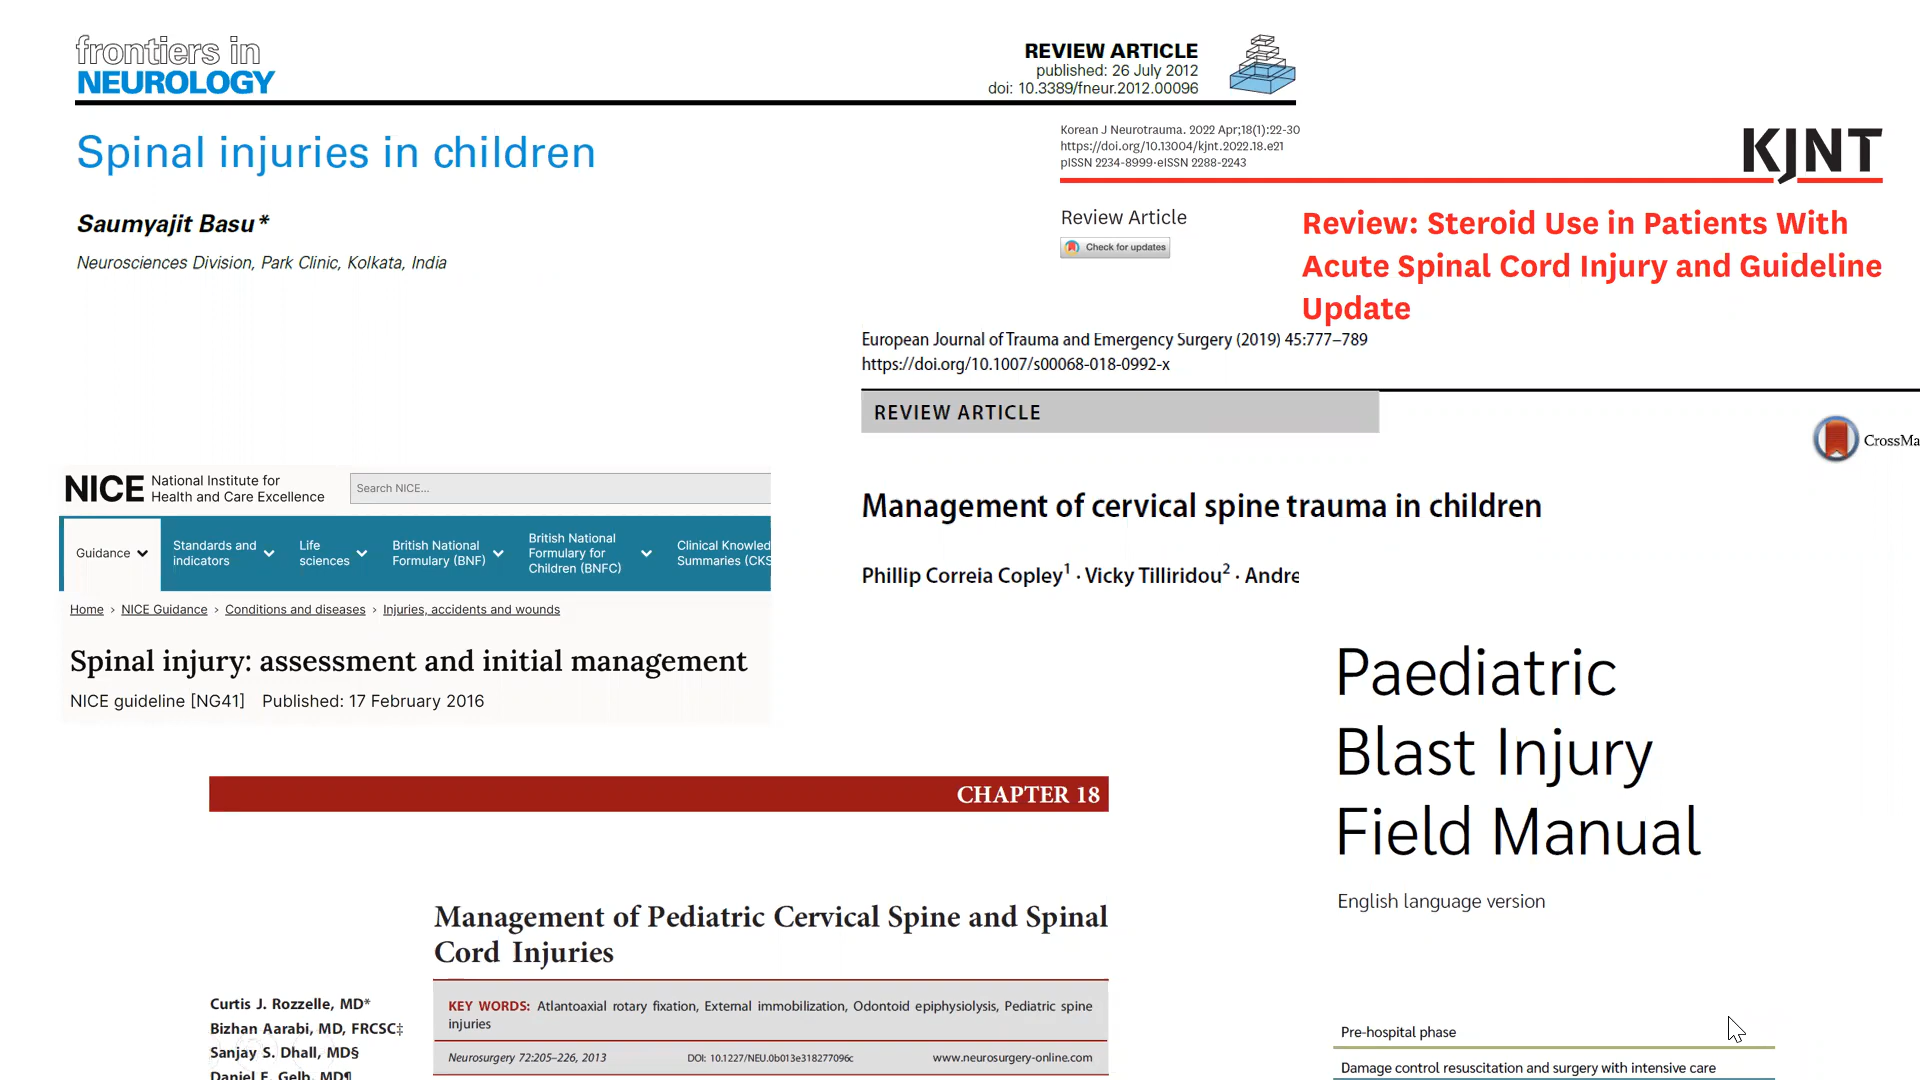 frontiers in
NEUROLOGY
REVIEW ARTICLE
published: 26 July 2012
doi: 10.3389/fneur.2012.00096
Spinal injuries in children
Saumyajit Basu*
Neurosciences Division, Park Clinic, Kolkata, India
Korean J Neurotrauma. 2022 Apr;18(1):22-30
https://doi.org/10.13004/kjnt.2022.18.e21
pISSN 2234-8999·eISSN 2288-2243
KJNT
Review Article
Check for updates
Review: Steroid Use in Patients With
Acute Spinal Cord Injury and Guideline
Update
European Journal of Trauma and Emergency Surgery (2019) 45:777–789
https://doi.org/10.1007/s00068-018-0992-x
REVIEW ARTICLE
CrossMa
Management of cervical spine trauma in children
Phillip Correia Copley1 · Vicky Tilliridou2 · Andre
NICE National Institute for
Health and Care Excellence
Search NICE...
Guidance
Standards and
indicators
Life
sciences
British National
Formulary (BNF)
British National
Formulary for
Children (BNFC)
Clinical Knowled
Summaries (CKS
Home › NICE Guidance › Conditions and diseases › Injuries, accidents and wounds
Spinal injury: assessment and initial management
NICE guideline [NG41] Published: 17 February 2016
Paediatric
Blast Injury
Field Manual
English language version
Pre-hospital phase
Damage control resuscitation and surgery with intensive care
CHAPTER 18
Management of Pediatric Cervical Spine and Spinal
Cord Injuries
Curtis J. Rozzelle, MD*
Bizhan Aarabi, MD, FRCSC‡
Sanjay S. Dhall, MD§
Daniel E. Gelb, MD¶
KEY WORDS: Atlantoaxial rotary fixation, External immobilization, Odontoid epiphysiolysis, Pediatric spine
injuries
Neurosurgery 72:205–226, 2013 DOI: 10.1227/NEU.0b013e318277096c www.neurosurgery-online.com